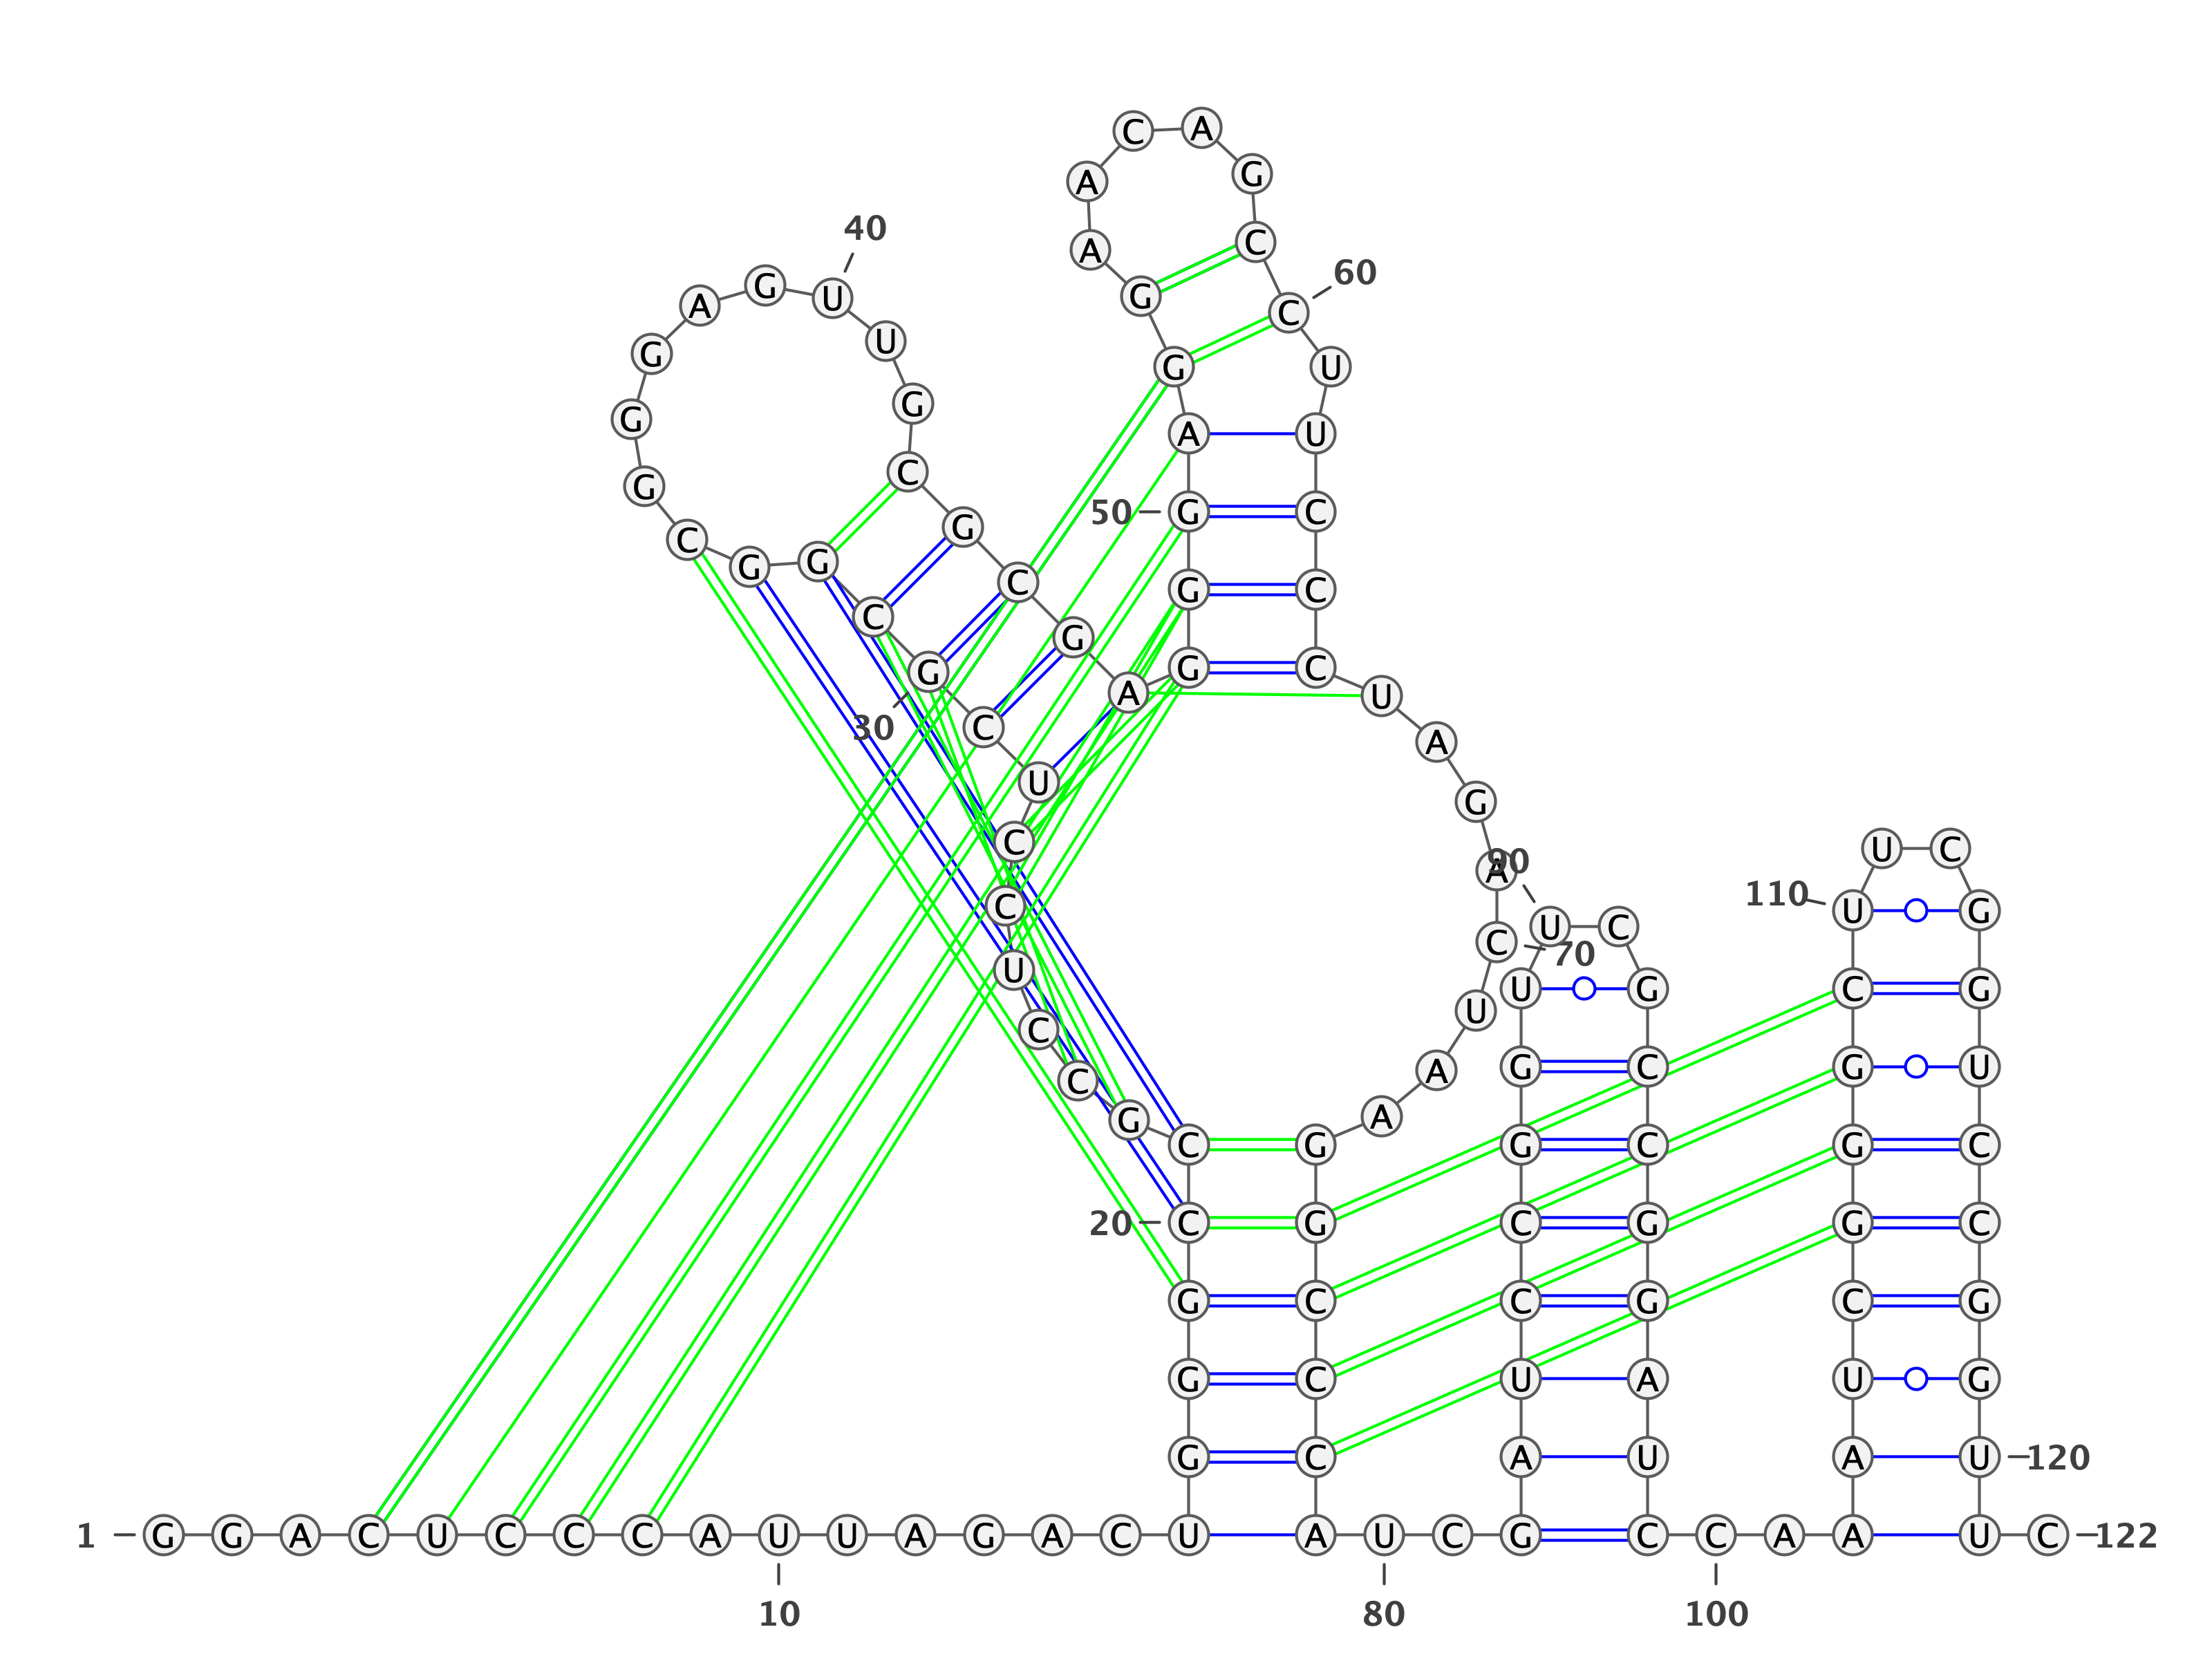 C A
A G
40 A C
G U 60
A G C
U U
G G U
G G A U
C
G G 50 G C
C G G
C C G C C
G G
G A G C
30 C U
U A
G
C U C
90 A 110 U G
C U C
C 70
U U G C G
U
C
C A G C G U
G A
C G G C G C
20 C G C G G C
G C C G C G
G C U A U G
G C A U A U 120
1 G G A C U C C C A U U A G A C U A U C G C C A A U C 122
10 80 100